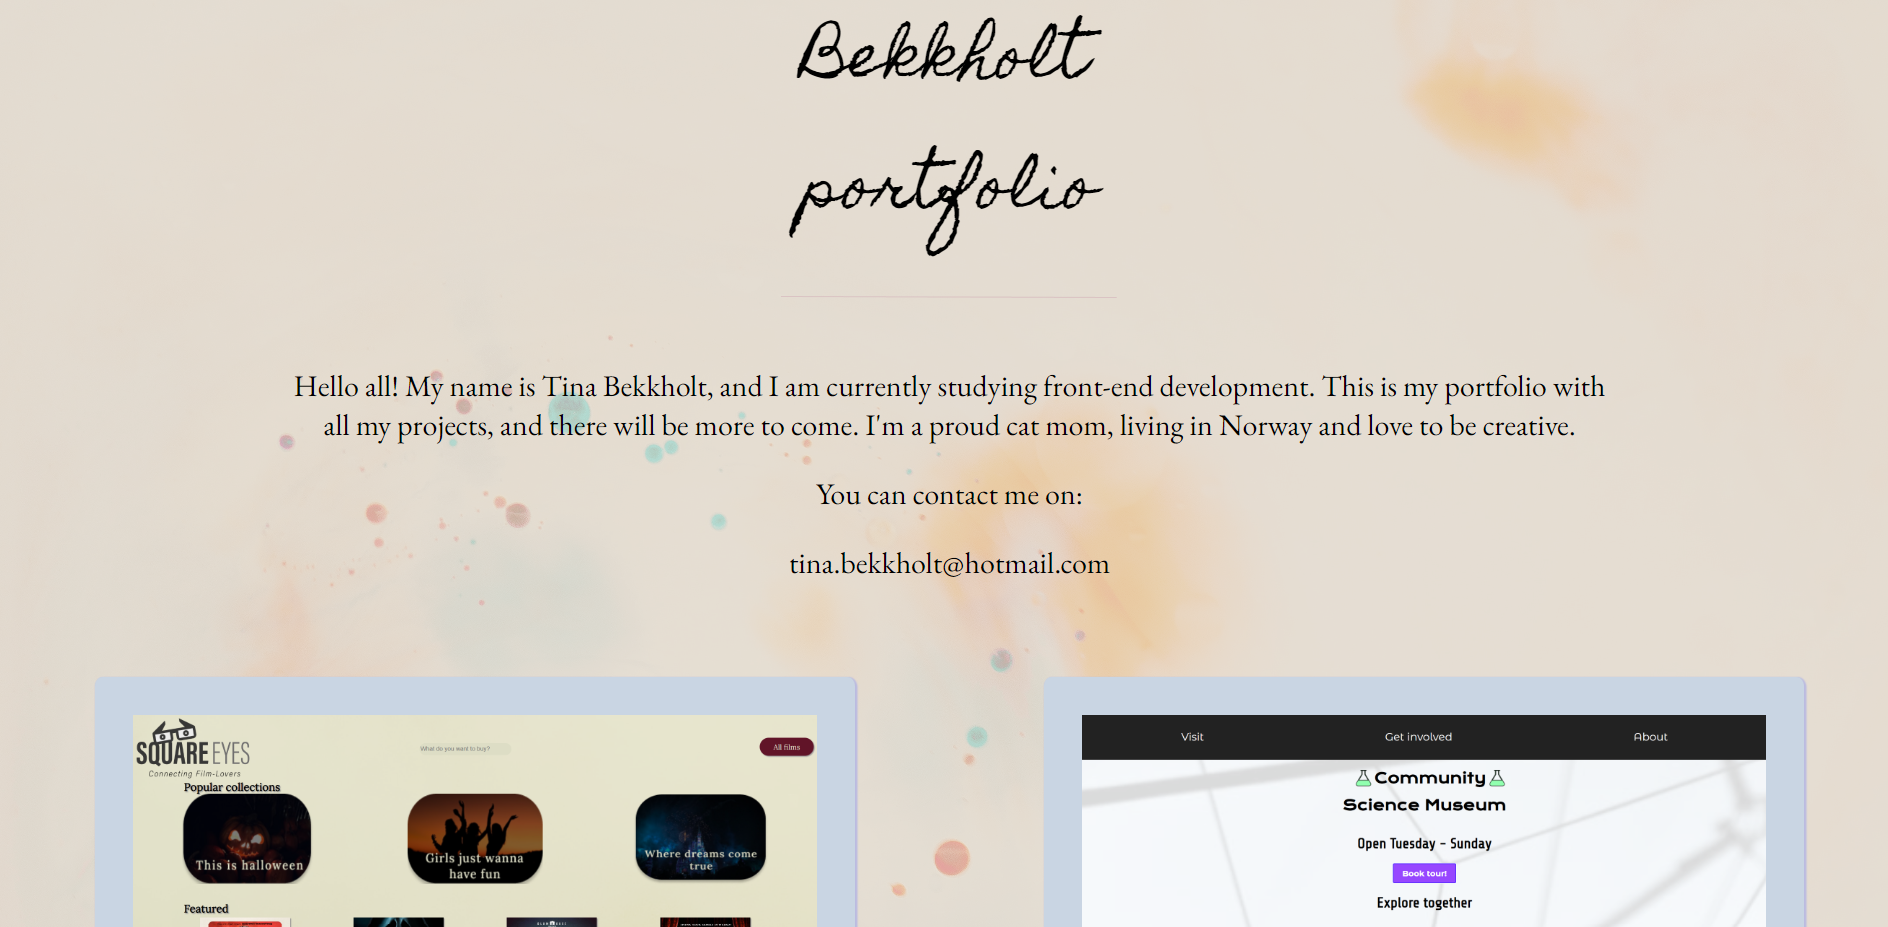 Bekkholt
portfolio
Hello all! My name is Tina Bekkholt, and I am currently studying front-end development. This is my portfolio with
all my projects, and there will be more to come. I'm a proud cat mom, living in Norway and love to be creative.
You can contact me on:
tina.bekkholt@hotmail.com
SQUARE EYES
Connecting Film-Lovers
What do you want to buy?
All films
Popular collections
This is halloween
Girls just wanna
have fun
Where dreams come
true
Featured
Visit
Get involved
About
Community
Science Museum
Open Tuesday - Sunday
Book tour!
Explore together